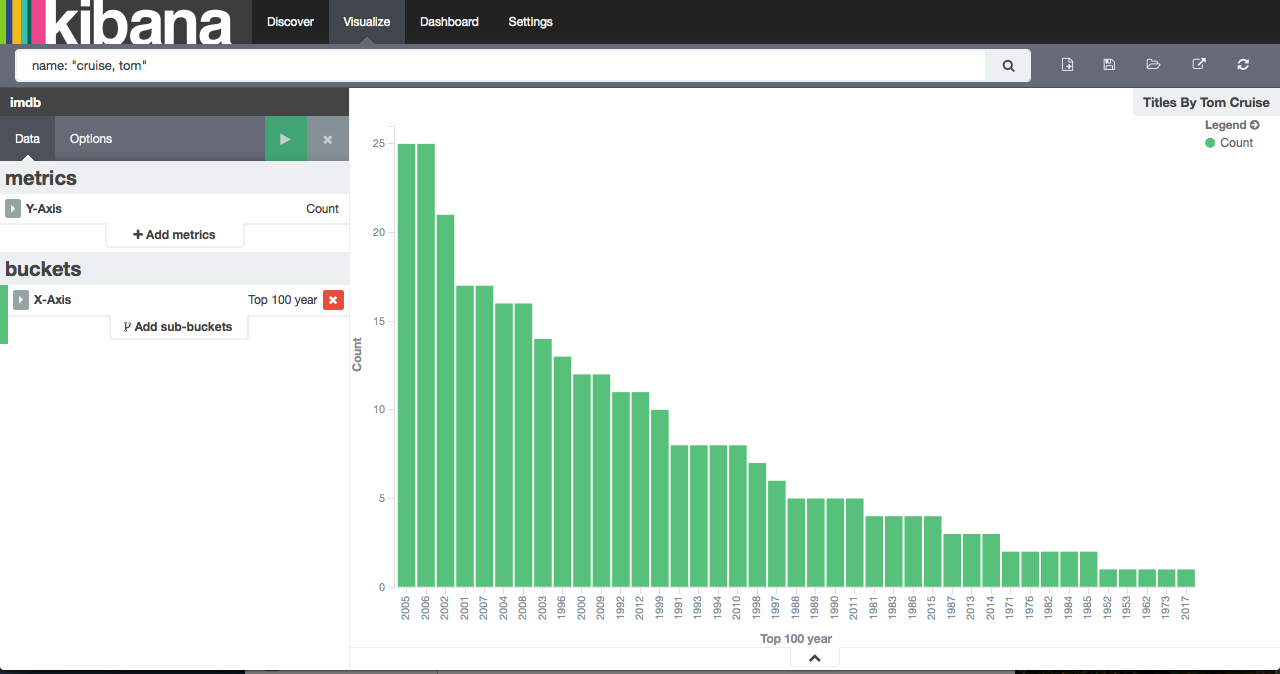 kibana Discover Visualize Dashboard Settings
name: "cruise, tom"
imdb
Data Options
metrics
Y-Axis Count
Add metrics
buckets
X-Axis Top 100 year
Add sub-buckets
Titles By Tom Cruise
Legend
Count
25
20
15
10
5
0
Count
2005 2006 2002 2001 2007 2004 2008 2003 1996 2000 2009 1992 2012 1999 1991 1993 1994 2010 1998 1997 1988 1989 1990 2011 1981 1983 1986 2015 1987 2013 2014 1971 1976 1982 1984 1985 1952 1953 1962 1973 2017
Top 100 year